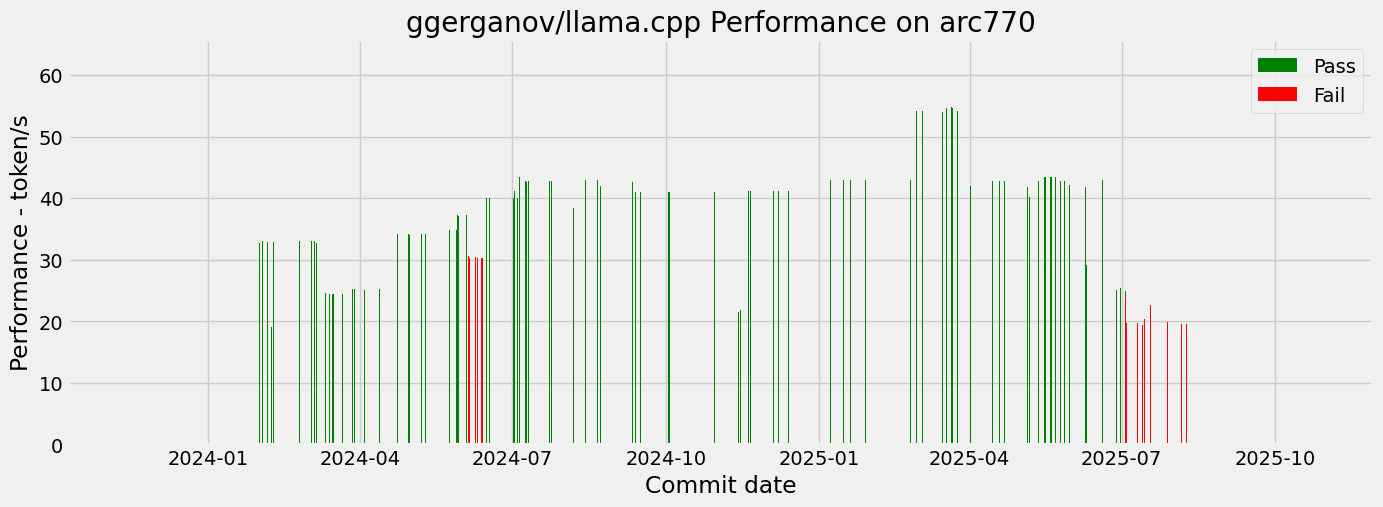 ggerganov/llama.cpp Performance on arc770
Performance - token/s
60
50
40
30
20
10
0
Pass
Fail
2024-01 2024-04 2024-07 2024-10 2025-01 2025-04 2025-07 2025-10
Commit date